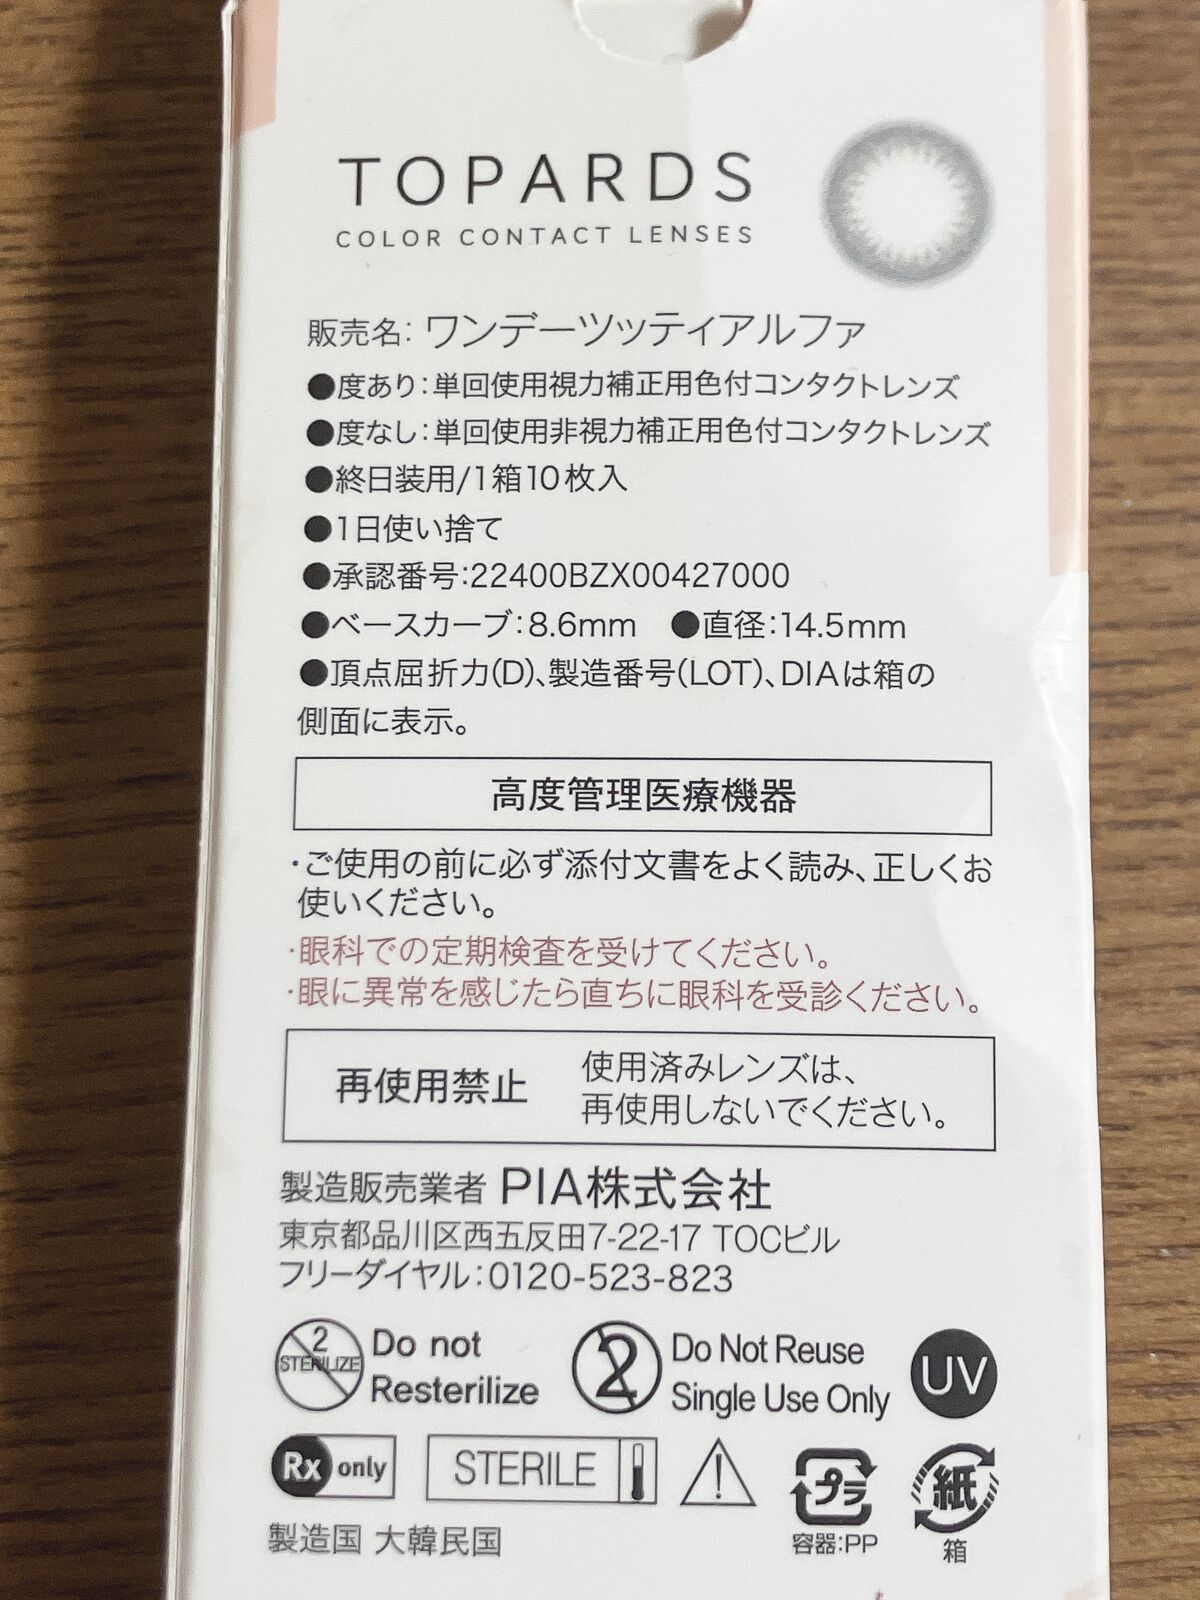 TOPARDS
COLOR CONTACT LENSES
販売名：ワンデーツッティアルファ
●度あり：単回使用視力補正用色付コンタクトレンズ
●度なし：単回使用非視力補正用色付コンタクトレンズ
●終日装用/1箱10枚入
●1日使い捨て
●承認番号：22400BZX00427000
●ベースカーブ：8.6mm ●直径：14.5mm
●頂点屈折力(D)、製造番号(LOT)、DIAは箱の
側面に表示。
高度管理医療機器
・ご使用の前に必ず添付文書をよく読み、正しくお
使いください。
・眼科での定期検査を受けてください。
・眼に異常を感じたら直ちに眼科を受診ください。
再使用禁止 使用済みレンズは、
再使用しないでください。
製造販売業者 PIA株式会社
東京都品川区西五反田7-22-17 TOCビル
フリーダイヤル：0120-523-823
2 STERILIZE Do not
Resterilize
2 Do Not Reuse
Single Use Only
UV
Rx only
STERILE
プラ
容器：PP
紙
箱
製造国 大韓民国